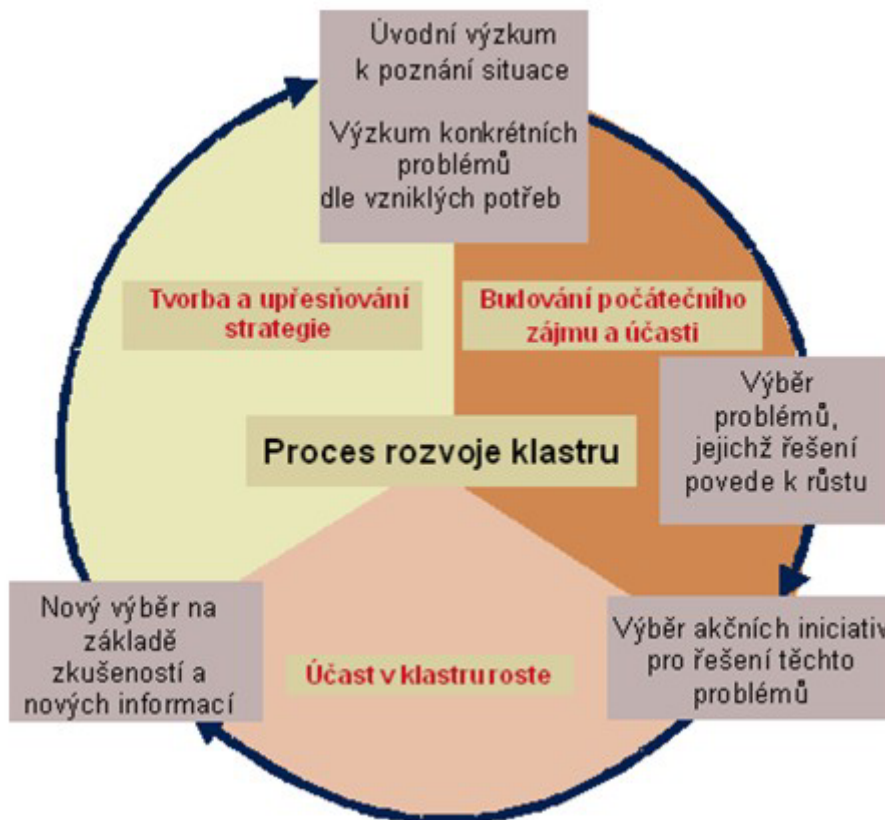 Úvodní výzkum
k poznání situace
Výzkum konkrétních
problémů
dle vzniklých potřeb
Tvorba a upřesňování
strategie
Budování počátečního
zájmu a účasti
Výběr
problémů,
jejichž řešení
povede k růstu
Proces rozvoje klastru
Nový výběr na
základě
zkušeností a
nových informací
Účast v klastru roste
Výběr akčních iniciativ
pro řešení těchto
problémů